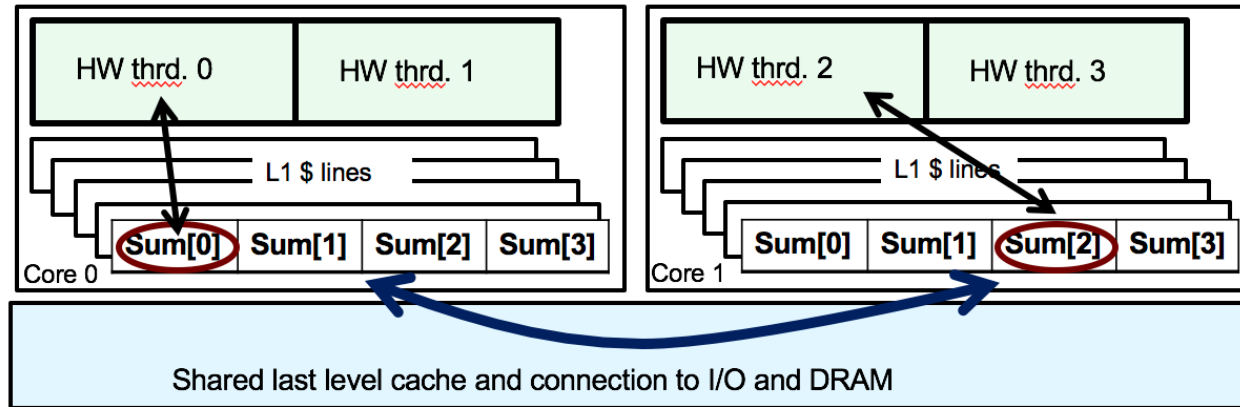 HW thrd. 0 HW thrd. 1 HW thrd. 2 HW thrd. 3
L1 $ lines L1 $ lines
Sum[0] Sum[1] Sum[2] Sum[3] Sum[0] Sum[1] Sum[2] Sum[3]
Core 0 Core 1
Shared last level cache and connection to I/O and DRAM